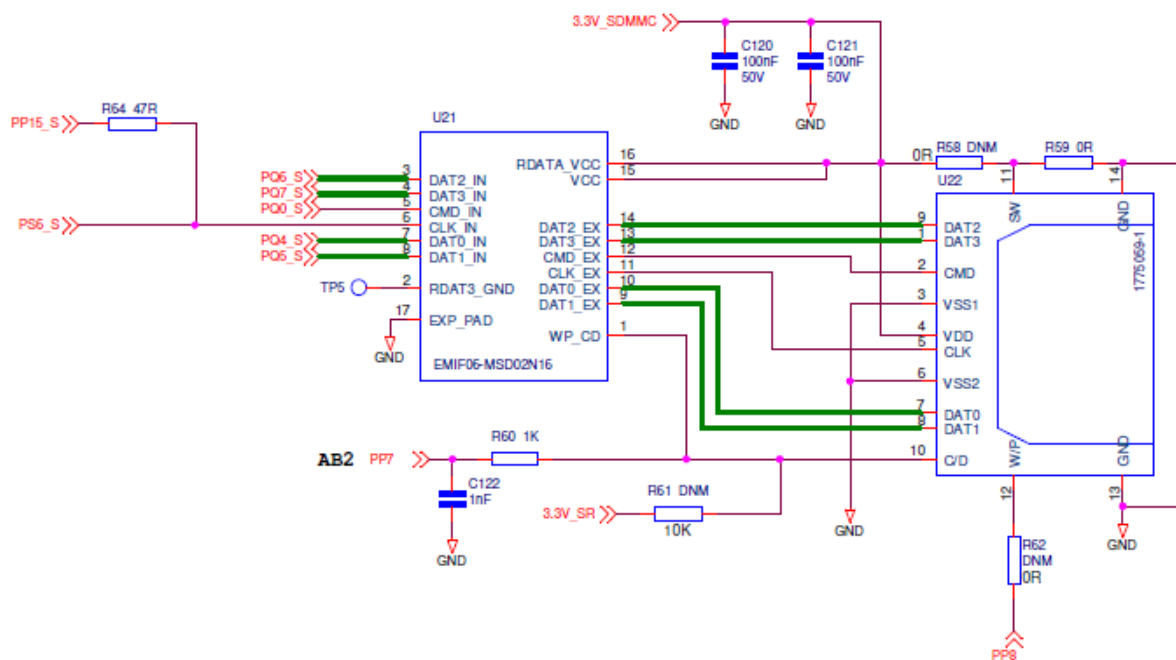 3.3V_SDMMC
C120
100nF
50V
C121
100nF
50V
GND
GND
R64 47R
PP15_S
U21
R58 DNM
0R
R59 0R
U22
PQ6_S
PQ7_S
PQ0_S
PS6_S
PQ4_S
PQ5_S
3
4
5
6
7
8
2
17
DAT2_IN
DAT3_IN
CMD_IN
CLK_IN
DAT0_IN
DAT1_IN
RDAT3_GND
EXP_PAD
TP5
GND
RDATA_VCC
VCC
DAT2_EX
DAT3_EX
CMD_EX
CLK_EX
DAT0_EX
DAT1_EX
WP_CD
16
15
14
13
12
11
10
9
1
EMIF06-MSD02N16
11
14
SW
GND
9
1
2
3
4
5
6
7
8
10
DAT2
DAT3
CMD
VSS1
VDD
CLK
VSS2
DAT0
DAT1
C/D
1775059-1
W/P
GND
12
13
AB2 PP7
R60 1K
C122
1nF
GND
R61 DNM
3.3V_SR
10K
GND
R62
DNM
0R
GND
PP8